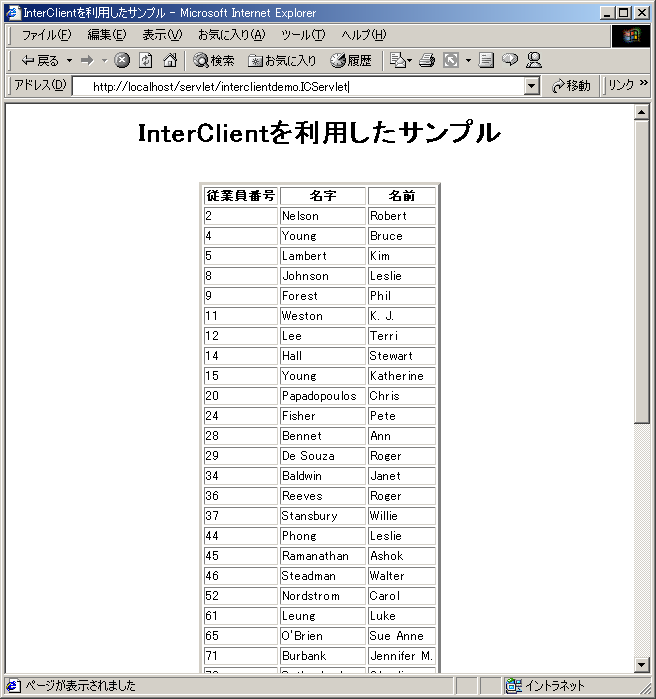 InterClientを利用したサンプル - Microsoft Internet Explorer
ファイル(F) 編集(E) 表示(V) お気に入り(A) ツール(T) ヘルプ(H)
戻る 検索 お気に入り 履歴
アドレス(D) http://localhost/servlet/interclientdemo.ICServlet 移動 リンク »
InterClientを利用したサンプル
従業員番号 名字 名前
2 Nelson Robert
4 Young Bruce
5 Lambert Kim
8 Johnson Leslie
9 Forest Phil
11 Weston K. J.
12 Lee Terri
14 Hall Stewart
15 Young Katherine
20 Papadopoulos Chris
24 Fisher Pete
28 Bennet Ann
29 De Souza Roger
34 Baldwin Janet
36 Reeves Roger
37 Stansbury Willie
44 Phong Leslie
45 Ramanathan Ashok
46 Steadman Walter
52 Nordstrom Carol
61 Leung Luke
65 O'Brien Sue Anne
71 Burbank Jennifer M.
ページが表示されました イントラネット